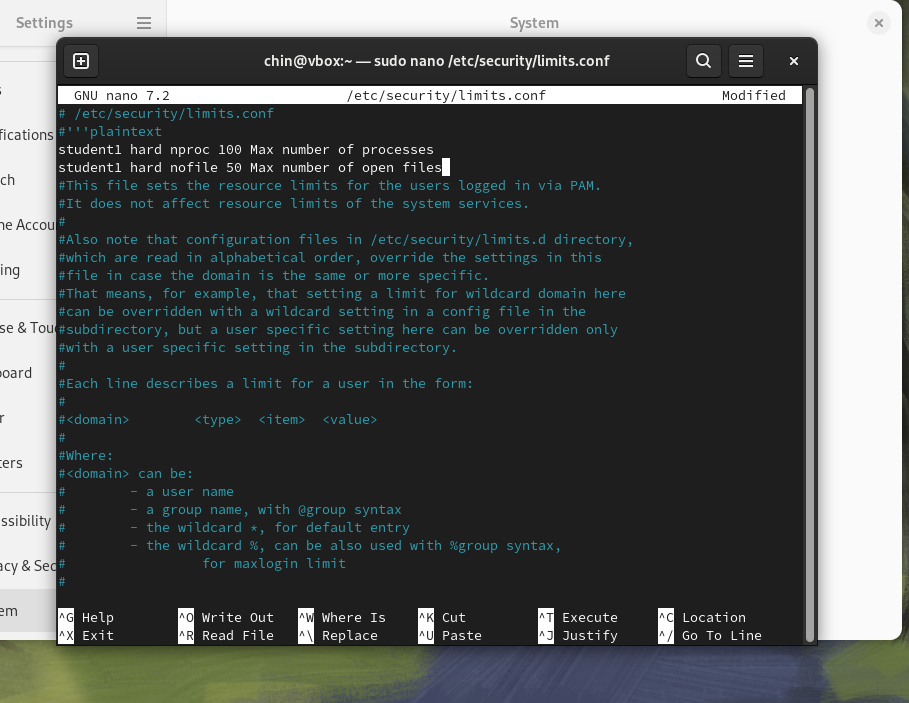 Settings
System
chin@vbox:~ — sudo nano /etc/security/limits.conf
GNU nano 7.2 /etc/security/limits.conf Modified
# /etc/security/limits.conf
#'''plaintext
student1 hard nproc 100 Max number of processes
student1 hard nofile 50 Max number of open files
#This file sets the resource limits for the users logged in via PAM.
#It does not affect resource limits of the system services.
#
#Also note that configuration files in /etc/security/limits.d directory,
#which are read in alphabetical order, override the settings in this
#file in case the domain is the same or more specific.
#That means, for example, that setting a limit for wildcard domain here
#can be overridden with a wildcard setting in a config file in the
#subdirectory, but a user specific setting here can be overridden only
#with a user specific setting in the subdirectory.
#
#Each line describes a limit for a user in the form:
#
#<domain>        <type>  <item>  <value>
#
#Where:
#<domain> can be:
#        - a user name
#        - a group name, with @group syntax
#        - the wildcard *, for default entry
#        - the wildcard %, can be also used with %group syntax,
#                 for maxlogin limit
#
^G Help ^O Write Out ^W Where Is ^K Cut ^T Execute ^C Location
^X Exit ^R Read File ^\ Replace ^U Paste ^J Justify ^/ Go To Line
s
fications
ch
ne Accou
ing
se & Tou
board
r
ters
ssibility
acy & Sec
em